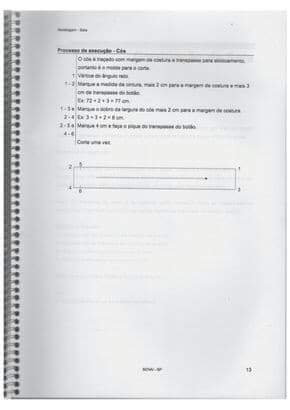 Modelagem - Saia
Processo de execução - Cós
O cós é traçado com margem de costura e transpasse para abotoamento,
portanto é o molde para o corte.
1 Vértice do ângulo reto.
1 - 2 Marque a medida da cintura, mais 2 cm para a margem de costura e mais 3
cm de transpasse do botão.
Ex: 72 + 2 + 3 = 77 cm.
1 - 3 e Marque o dobro da largura do cós mais 2 cm para a margem de costura
2 - 4 Ex: 3 + 3 + 2 = 8 cm.
2 - 5 e Marque 4 cm e faça o pique do transpasse do botão.
4 - 6
Corte uma vez.
2 5 1
4 6 3
SENAI - SP
13